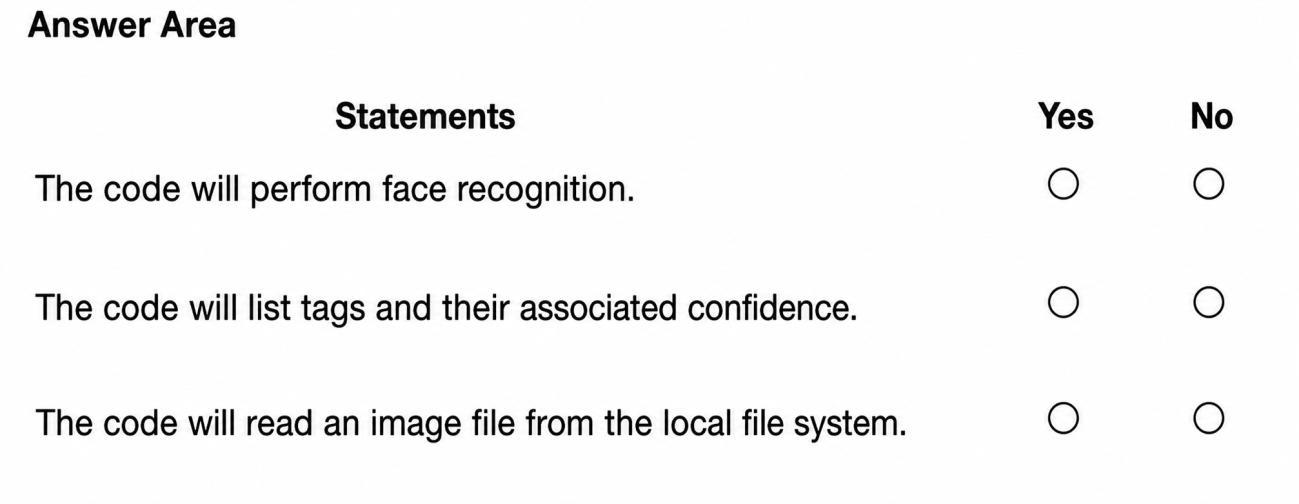 Answer Area
Statements Yes No
The code will perform face recognition.
The code will list tags and their associated confidence.
The code will read an image file from the local file system.